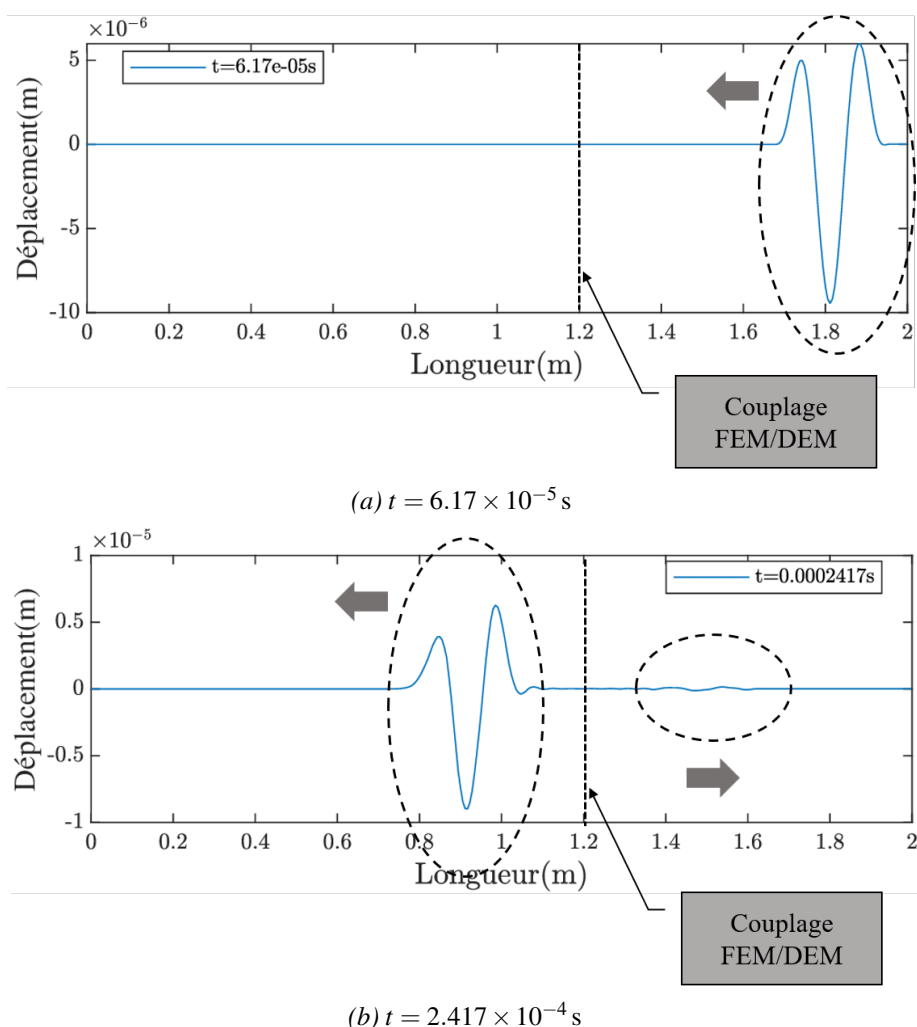 ×10⁻⁶
5
0
-5
-10
Déplacement(m)
t=6.17e-05s
0 0.2 0.4 0.6 0.8 1 1.2 1.4 1.6 1.8 2
Longueur(m)
Couplage
FEM/DEM
(a) t = 6.17 × 10⁻⁵ s
×10⁻⁵
1
0.5
0
-0.5
-1
Déplacement(m)
t=0.0002417s
0 0.2 0.4 0.6 0.8 1 1.2 1.4 1.6 1.8 2
Longueur(m)
Couplage
FEM/DEM
(b) t = 2.417 × 10⁻⁴ s